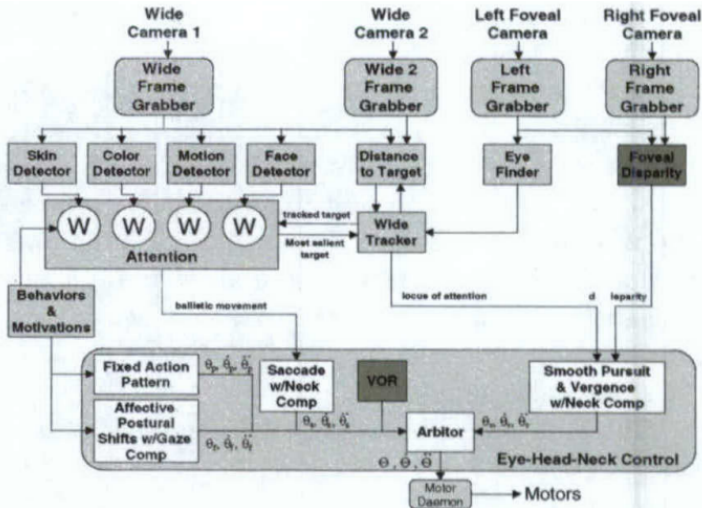 Wide
Camera 1
Wide
Camera 2
Left Foveal
Camera
Right Foveal
Camera
Wide
Frame
Grabber
Wide 2
Frame
Grabber
Left
Frame
Grabber
Right
Frame
Grabber
Skin
Detector
Color
Detector
Motion
Detector
Face
Detector
Distance
to Target
Eye
Finder
Foveal
Disparity
W
W
W
W
Attention
tracked target
Most salient
target
Wide
Tracker
Behaviors
&
Motivations
ballistic movement
locus of attention
d isparity
Fixed Action
Pattern
Saccade
w/Neck
Comp
VOR
Smooth Pursuit
& Vergence
w/Neck Comp
Affective
Postural
Shifts w/Gaze
Comp
Arbitor
Θ , Θ̇ , Θ̈
Eye-Head-Neck Control
Motor
Daemon
Motors